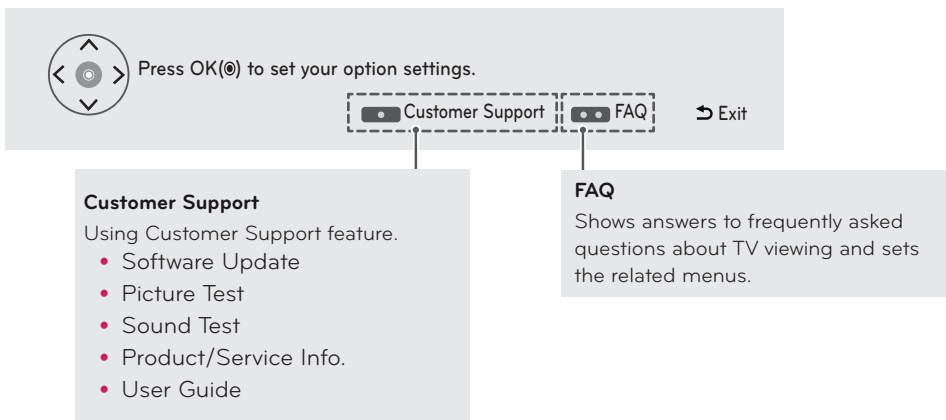 Press OK(◉) to set your option settings.
Customer Support FAQ Exit
Customer Support
Using Customer Support feature.
• Software Update
• Picture Test
• Sound Test
• Product/Service Info.
• User Guide
FAQ
Shows answers to frequently asked
questions about TV viewing and sets
the related menus.